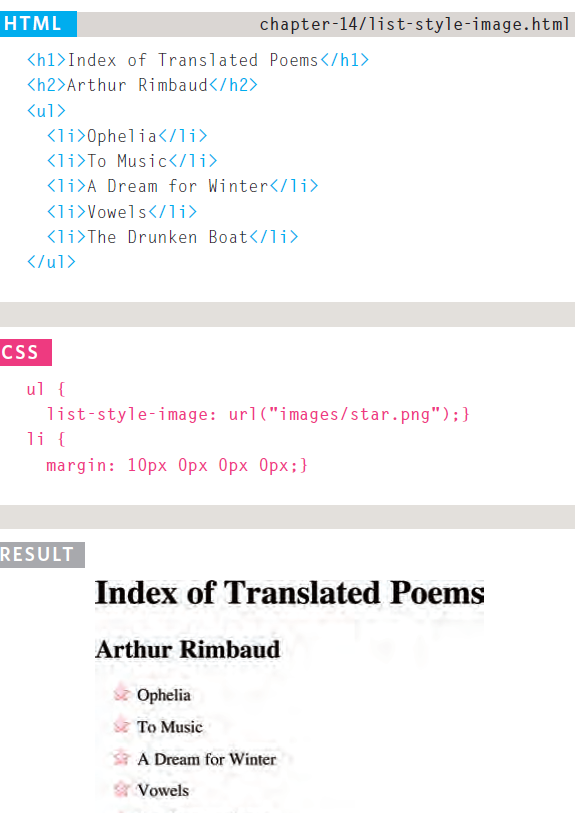 HTML chapter-14/list-style-image.html
<h1>Index of Translated Poems</h1>
<h2>Arthur Rimbaud</h2>
<ul>
<li>Ophelia</li>
<li>To Music</li>
<li>A Dream for Winter</li>
<li>Vowels</li>
<li>The Drunken Boat</li>
</ul>
CSS
ul {
list-style-image: url("images/star.png");}
li {
margin: 10px 0px 0px 0px;}
RESULT
Index of Translated Poems
Arthur Rimbaud
Ophelia
To Music
A Dream for Winter
Vowels